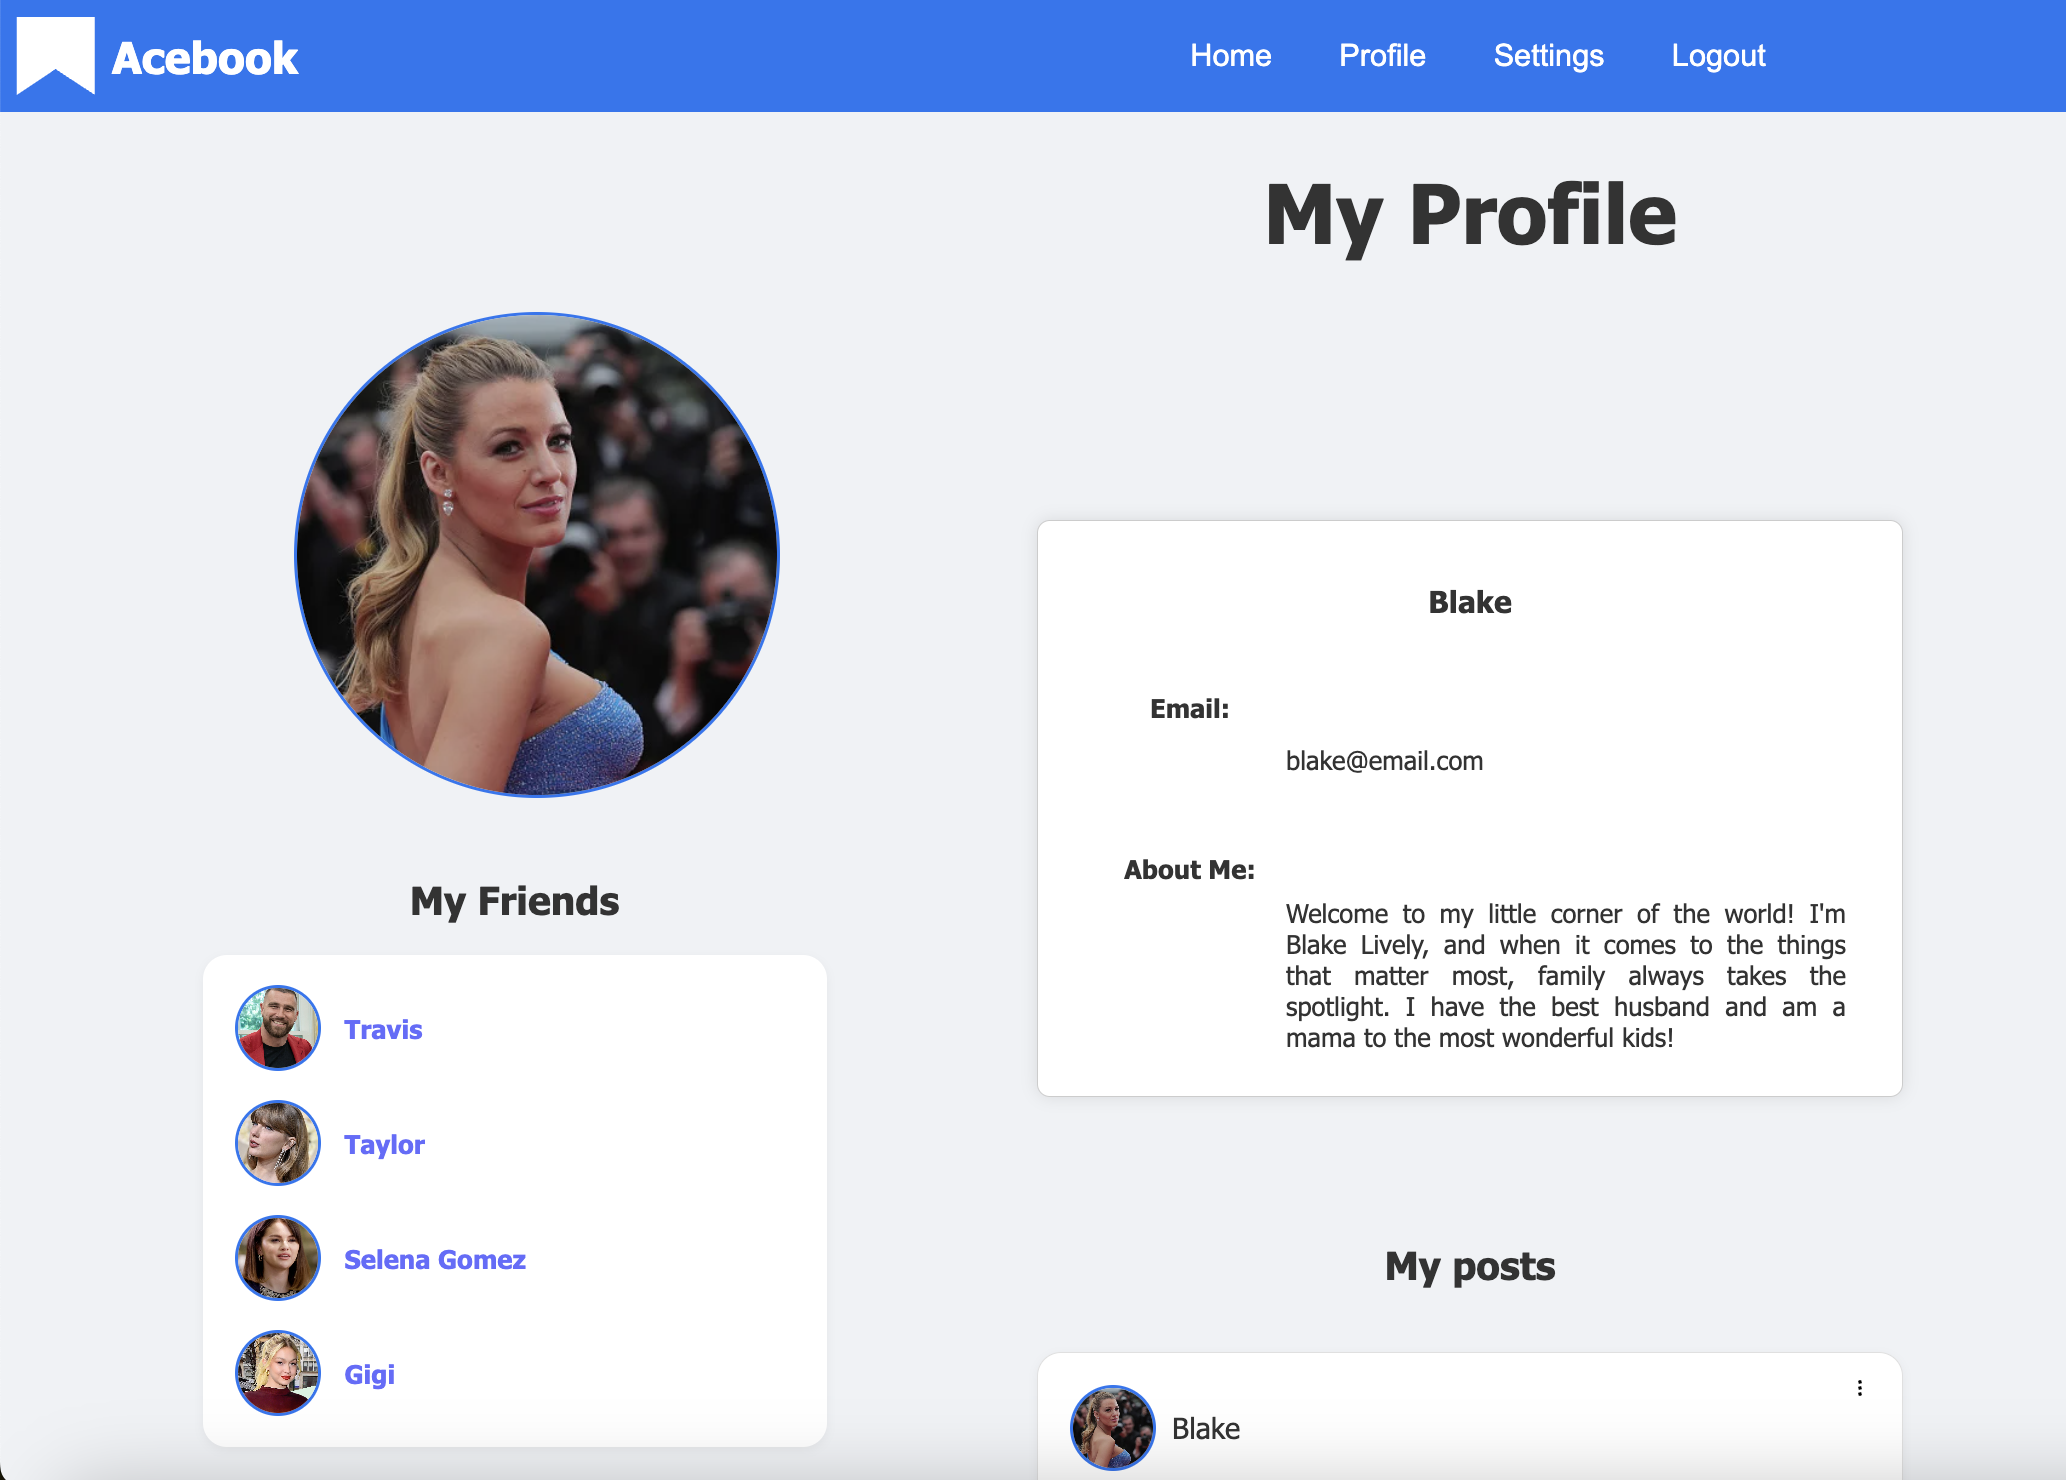 Acebook
Home
Profile
Settings
Logout
My Profile
My Friends
Travis
Taylor
Selena Gomez
Gigi
Blake
Email:
blake@email.com
About Me:
Welcome to my little corner of the world! I'm
Blake Lively, and when it comes to the things
that matter most, family always takes the
spotlight. I have the best husband and am a
mama to the most wonderful kids!
My posts
Blake